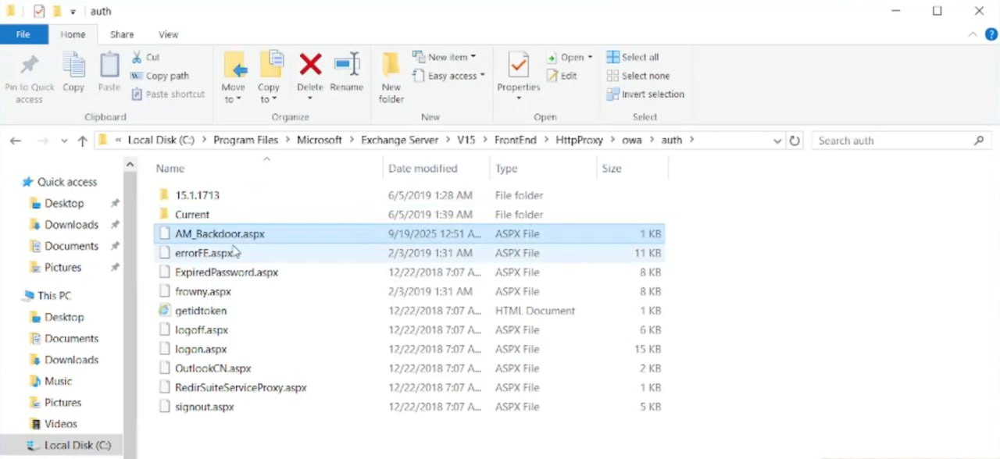 auth
File Home Share View
Pin to Quick access
Copy
Paste
Cut
Copy path
Paste shortcut
Clipboard
Move to
Copy to
Delete
Rename
Organize
New folder
New item
Easy access
New
Properties
Open
Edit
Open
Select all
Select none
Invert selection
Select
« Local Disk (C:) > Program Files > Microsoft > Exchange Server > V15 > FrontEnd > HttpProxy > owa > auth >
Search auth
Quick access
Desktop
Downloads
Documents
Pictures
This PC
Desktop
Documents
Downloads
Music
Pictures
Videos
Local Disk (C:)
Name Date modified Type Size
15.1.1713 6/5/2019 1:28 AM File folder
Current 6/5/2019 1:39 AM File folder
AM_Backdoor.aspx 9/19/2025 12:51 A... ASPX File 1 KB
errorFE.aspx 2/3/2019 1:31 AM ASPX File 11 KB
ExpiredPassword.aspx 12/22/2018 7:07 A... ASPX File 8 KB
frowny.aspx 2/3/2019 1:31 AM ASPX File 8 KB
getidtoken 12/22/2018 7:07 A... HTML Document 1 KB
logoff.aspx 12/22/2018 7:07 A... ASPX File 6 KB
logon.aspx 12/22/2018 7:07 A... ASPX File 15 KB
OutlookCN.aspx 12/22/2018 7:07 A... ASPX File 2 KB
RedirSuiteServiceProxy.aspx 12/22/2018 7:07 A... ASPX File 1 KB
signout.aspx 12/22/2018 7:07 A... ASPX File 5 KB